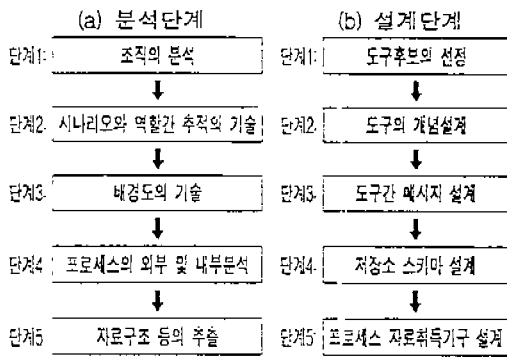 (a) 분석단계
단계1: 조직의 분석
단계2. 시나리오와 역할간 추적의 기술
단계3. 배경도의 기술
단계4 프로세스의 외부 및 내부분석
단계5 자료구조 등의 추출
(b) 설계단계
단계1: 도구후보의 선정
단계2. 도구의 개념설계
단계3. 도구간 메시지 설계
단계4. 저장소 스키마 설계
단계5 프로세스 자료취득기구 설계